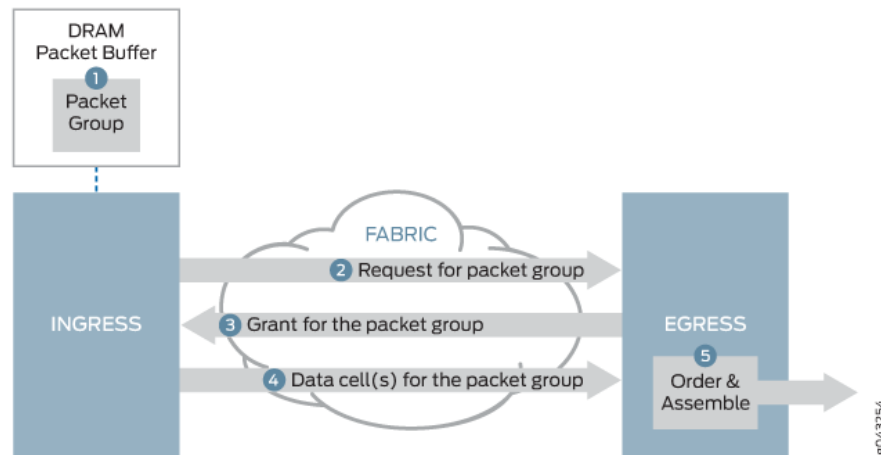 DRAM
Packet Buffer
1
Packet
Group
FABRIC
2 Request for packet group
INGRESS
3 Grant for the packet group
EGRESS
4 Data cell(s) for the packet group
5
Order &
Assemble
g043254